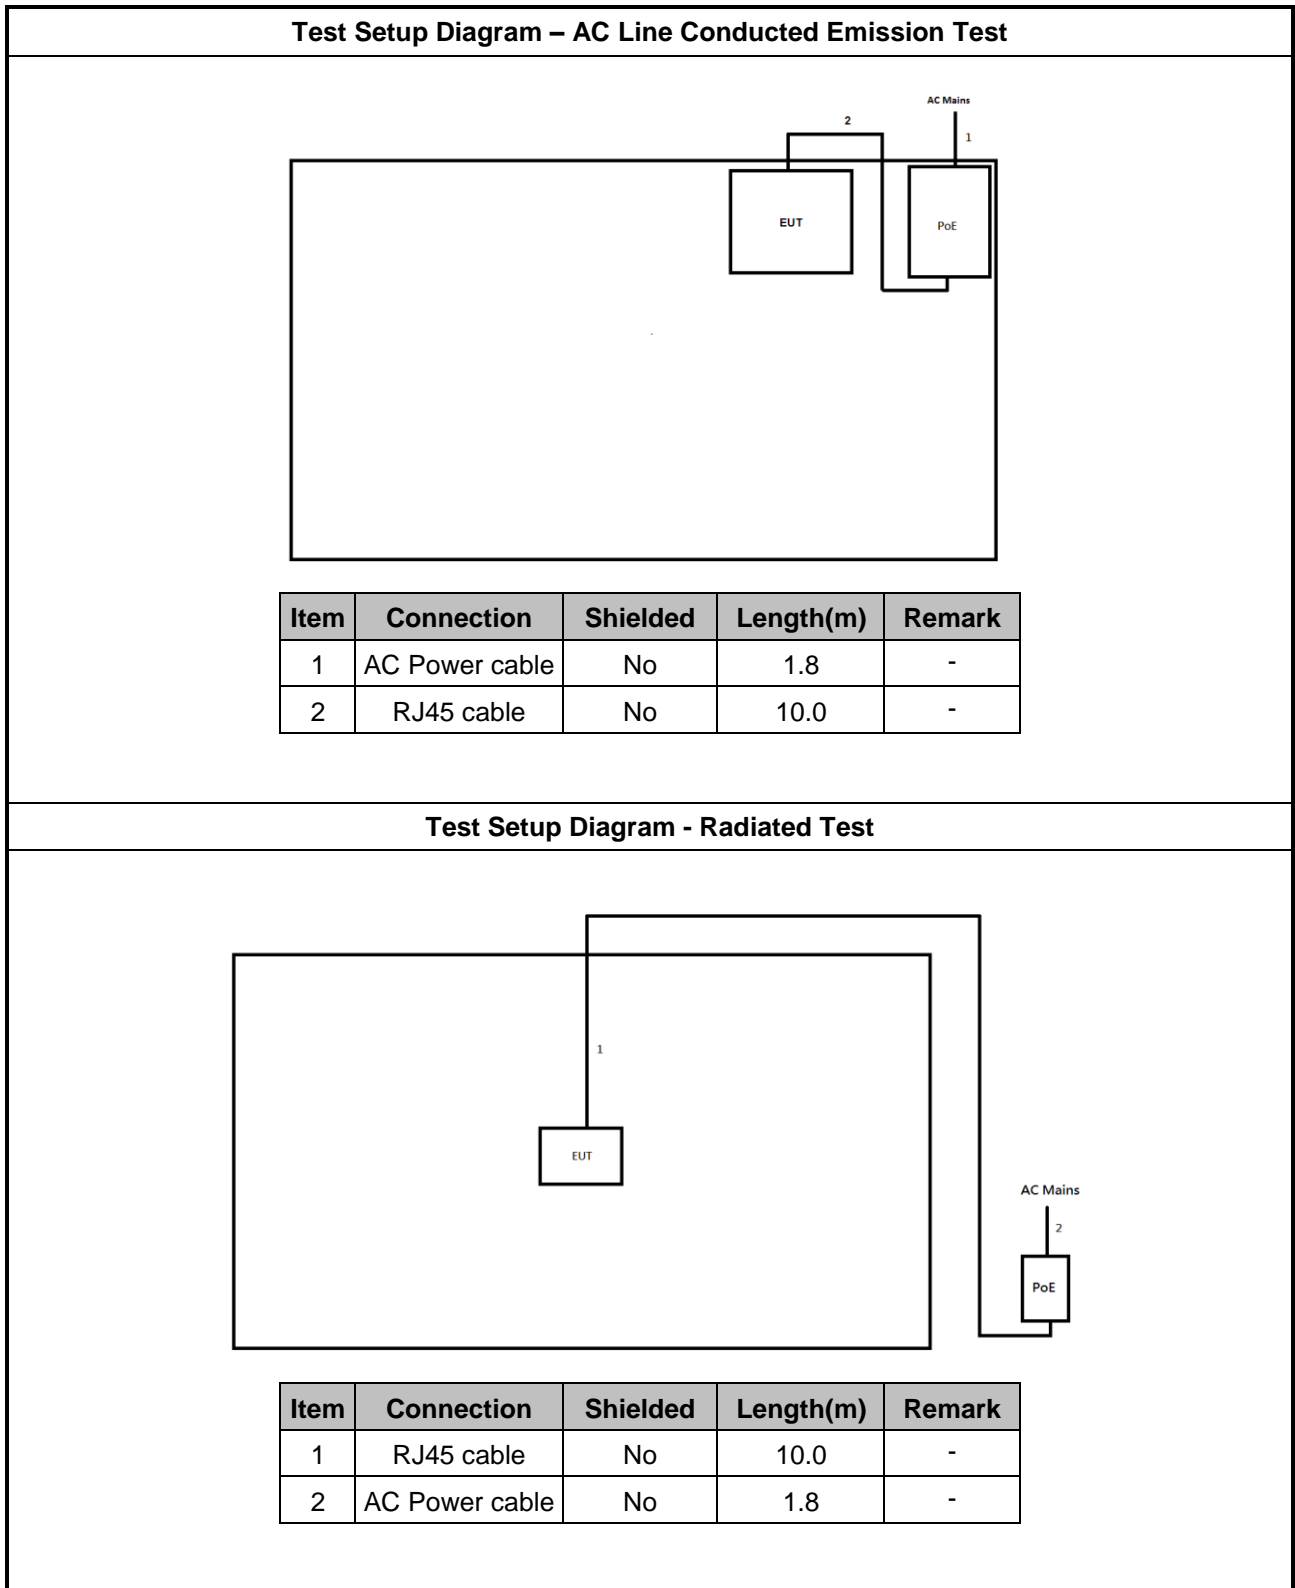 Test Setup Diagram – AC Line Conducted Emission Test
AC Mains
2
1
EUT
PoE
Item Connection Shielded Length(m) Remark
1 AC Power cable No 1.8 -
2 RJ45 cable No 10.0 -
Test Setup Diagram - Radiated Test
1
EUT
AC Mains
2
PoE
Item Connection Shielded Length(m) Remark
1 RJ45 cable No 10.0 -
2 AC Power cable No 1.8 -